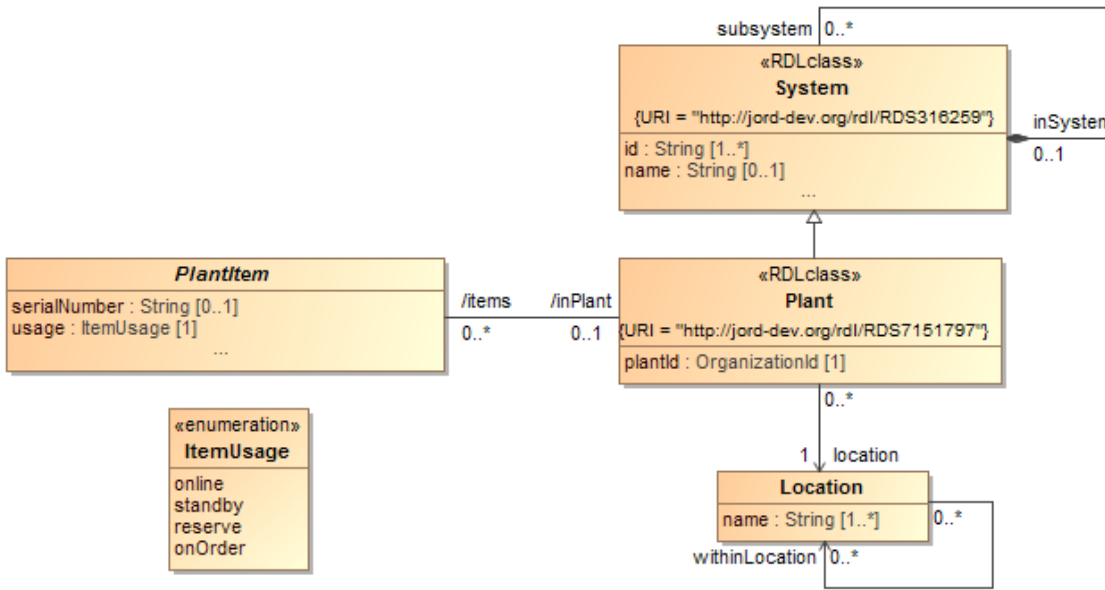 subsystem 0..*
«RDLclass»
System
{URI = "http://jord-dev.org/rdl/RDS316259"}
id : String [1..*]
name : String [0..1]
...
inSystem
0..1
PlantItem
serialNumber : String [0..1]
usage : ItemUsage [1]
...
/items /inPlant
0..* 0..1
«RDLclass»
Plant
{URI = "http://jord-dev.org/rdl/RDS7151797"}
plantId : OrganizationId [1]
0..*
1 location
«enumeration»
ItemUsage
online
standby
reserve
onOrder
Location
name : String [1..*]
0..*
withinLocation 0..*